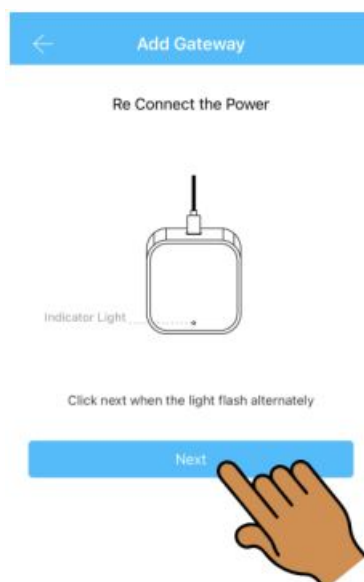 Add Gateway
Re Connect the Power
Indicator Light
Click next when the light flash alternately
Next